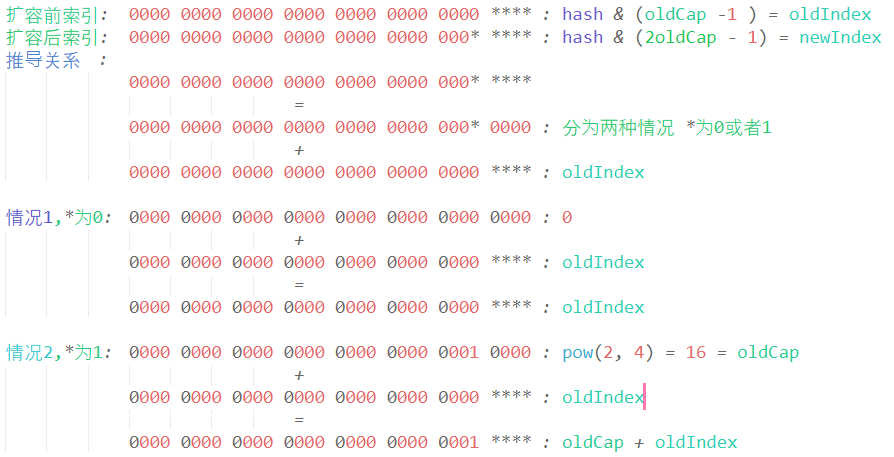 扩容前索引: 0000 0000 0000 0000 0000 0000 0000 **** : hash & (oldCap -1 ) = oldIndex
扩容后索引: 0000 0000 0000 0000 0000 0000 000* **** : hash & (2oldCap - 1) = newIndex
推导关系 :
0000 0000 0000 0000 0000 0000 000* ****
=
0000 0000 0000 0000 0000 0000 000* 0000 : 分为两种情况 *为0或者1
+
0000 0000 0000 0000 0000 0000 0000 **** : oldIndex
情况1,*为0: 0000 0000 0000 0000 0000 0000 0000 0000 : 0
+
0000 0000 0000 0000 0000 0000 0000 **** : oldIndex
=
0000 0000 0000 0000 0000 0000 0000 **** : oldIndex
情况2,*为1: 0000 0000 0000 0000 0000 0000 0001 0000 : pow(2, 4) = 16 = oldCap
+
0000 0000 0000 0000 0000 0000 0000 **** : oldIndex
=
0000 0000 0000 0000 0000 0000 0001 **** : oldCap + oldIndex